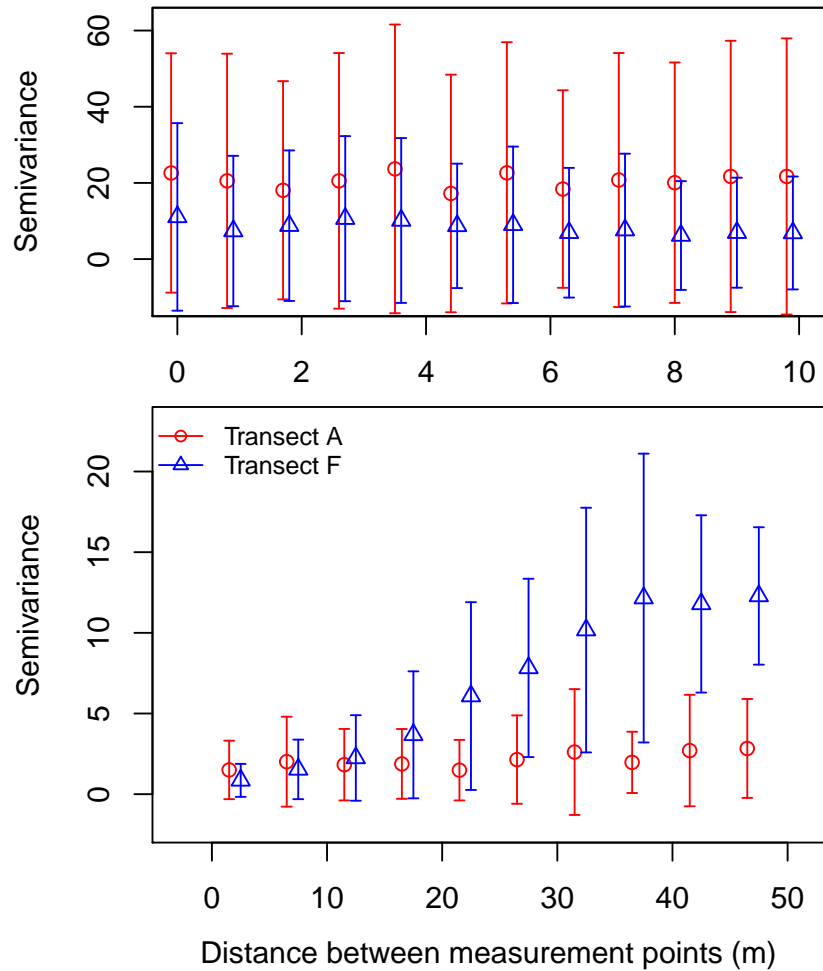 60
40
20
0
Semivariance
0 2 4 6 8 10
Transect A
Transect F
20
15
10
5
0
Semivariance
0 10 20 30 40 50
Distance between measurement points (m)